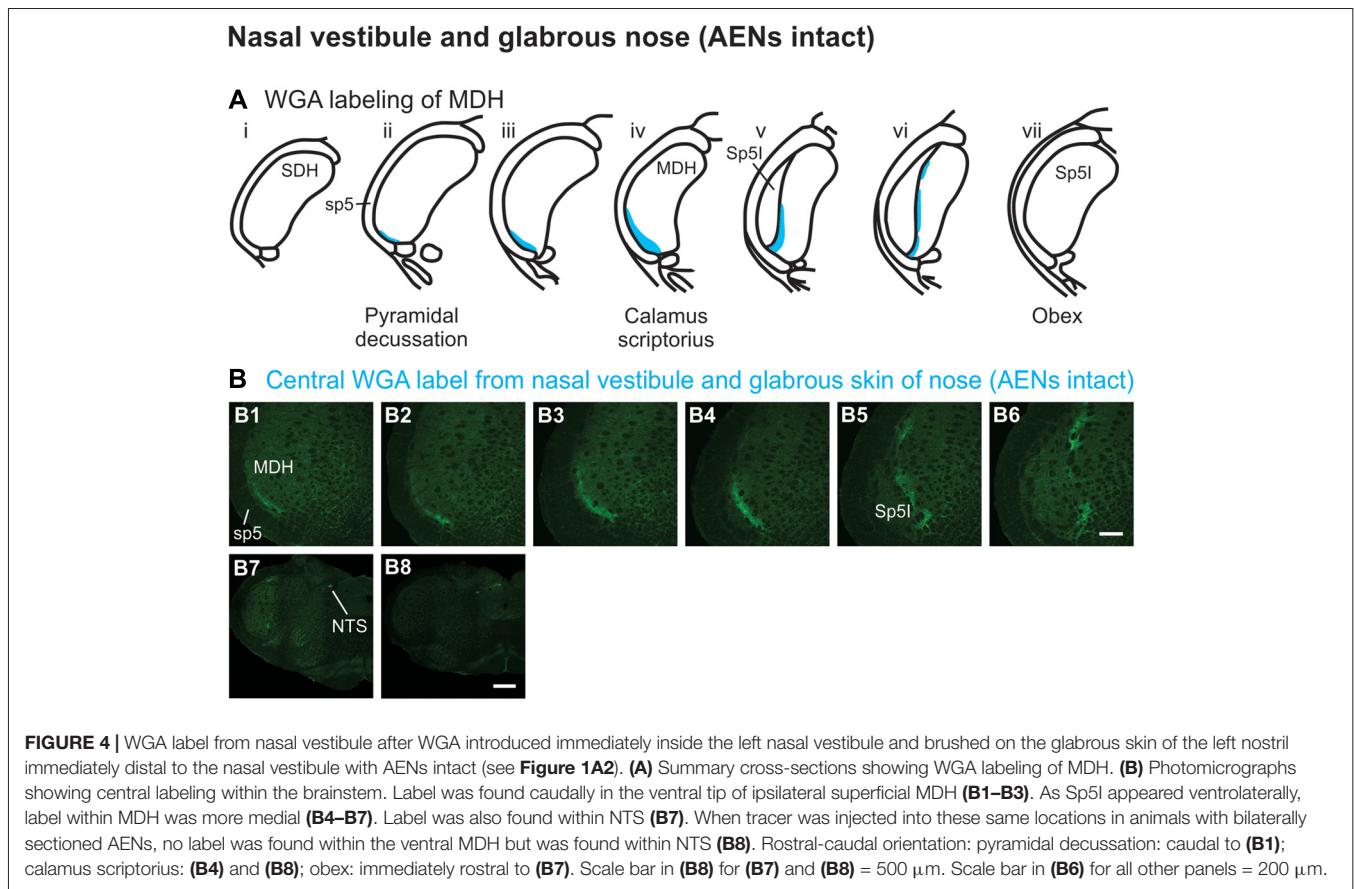 Nasal vestibule and glabrous nose (AENs intact)
A WGA labeling of MDH
i ii iii iv v vi vii
SDH sp5 MDH Sp5I Sp5I
Pyramidal decussation
Calamus scriptorius
Obex
B Central WGA label from nasal vestibule and glabrous skin of nose (AENs intact)
B1 B2 B3 B4 B5 B6
MDH
sp5
Sp5I
B7 B8
NTS
FIGURE 4 | WGA label from nasal vestibule after WGA introduced immediately inside the left nasal vestibule and brushed on the glabrous skin of the left nostril
immediately distal to the nasal vestibule with AENs intact (see Figure 1A2). (A) Summary cross-sections showing WGA labeling of MDH. (B) Photomicrographs
showing central labeling within the brainstem. Label was found caudally in the ventral tip of ipsilateral superficial MDH (B1–B3). As Sp5I appeared ventrolaterally,
label within MDH was more medial (B4–B7). Label was also found within NTS (B7). When tracer was injected into these same locations in animals with bilaterally
sectioned AENs, no label was found within the ventral MDH but was found within NTS (B8). Rostral-caudal orientation: pyramidal decussation: caudal to (B1);
calamus scriptorius: (B4) and (B8); obex: immediately rostral to (B7). Scale bar in (B8) for (B7) and (B8) = 500 μm. Scale bar in (B6) for all other panels = 200 μm.